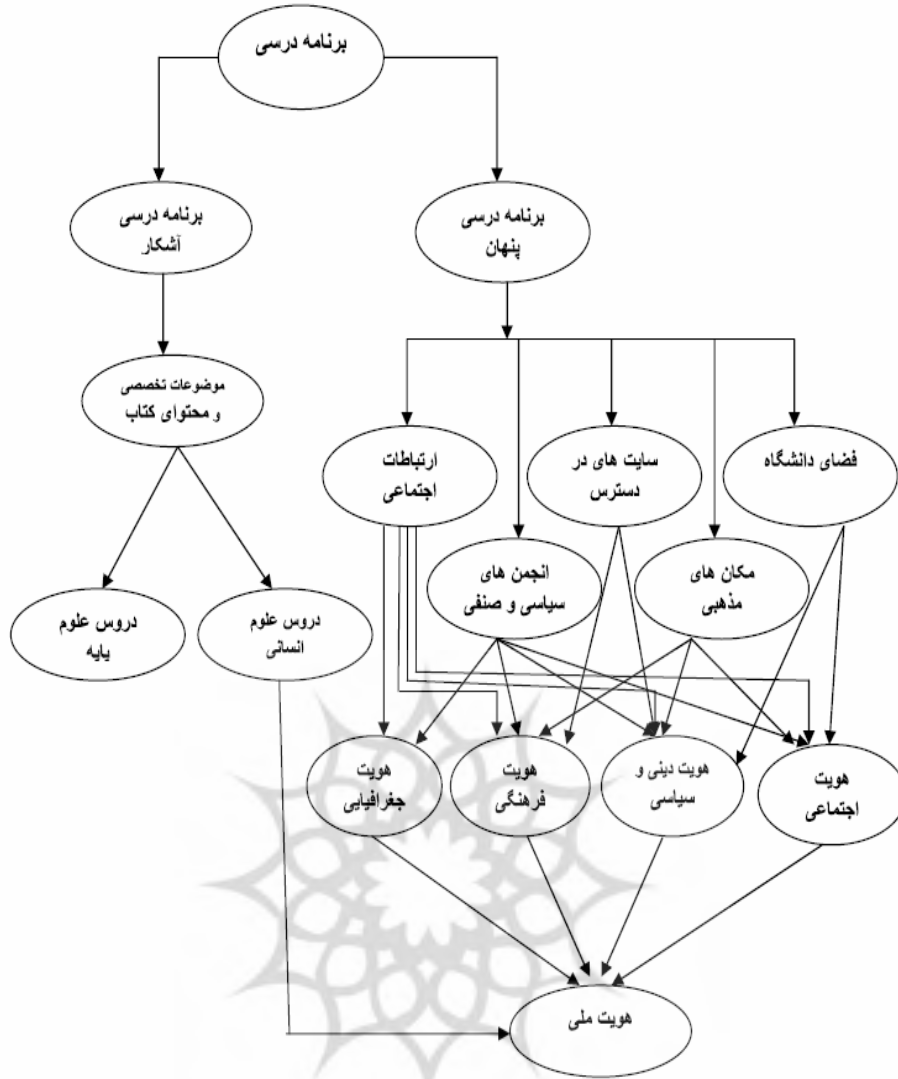 برنامه درسی
برنامه درسی
پنهان
برنامه درسی
آشکار
موضوعات تخصصی
و محتوای کتاب
فضای دانشگاه
سایت های در
دسترس
ارتباطات
اجتماعی
مکان های
مذهبی
انجمن های
سیاسی و صنفی
دروس علوم
انسانی
دروس علوم
پایه
هویت
اجتماعی
هویت دینی و
سیاسی
هویت
فرهنگی
هویت
جغرافیایی
هویت ملی